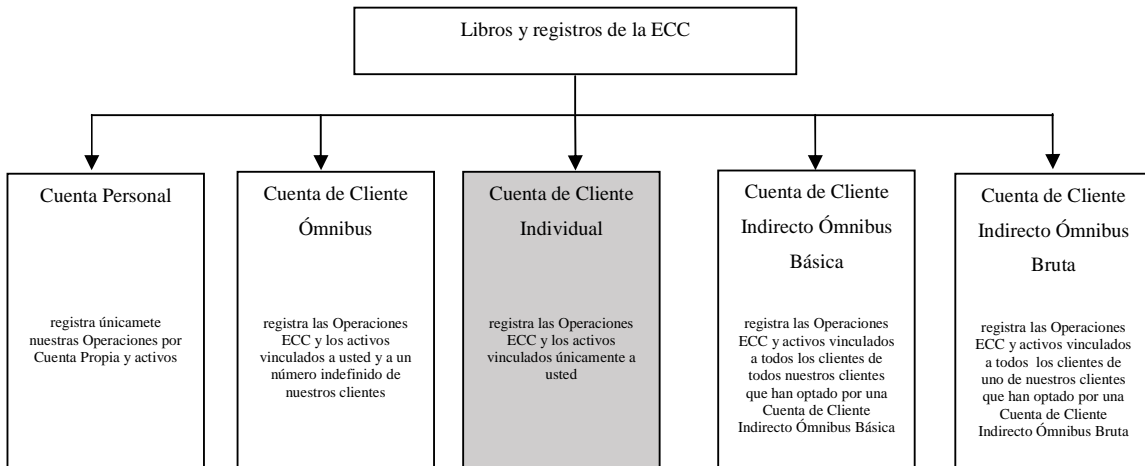 Libros y registros de la ECC
Cuenta Personal
registra únicamete
nuestras Operaciones por
Cuenta Propia y activos
Cuenta de Cliente
Ómnibus
registra las Operaciones
ECC y los activos
vinculados a usted y a un
número indefinido de
nuestros clientes
Cuenta de Cliente
Individual
registra las Operaciones
ECC y los activos
vinculados únicamente a
usted
Cuenta de Cliente
Indirecto Ómnibus
Básica
registra las Operaciones
ECC y activos vinculados
a todos los clientes de
todos nuestros clientes
que han optado por una
Cuenta de Cliente
Indirecto Ómnibus Básica
Cuenta de Cliente
Indirecto Ómnibus
Bruta
registra las Operaciones
ECC y activos vinculados
a todos los clientes de
uno de nuestros clientes
que han optado por una
Cuenta de Cliente
Indirecto Ómnibus Bruta